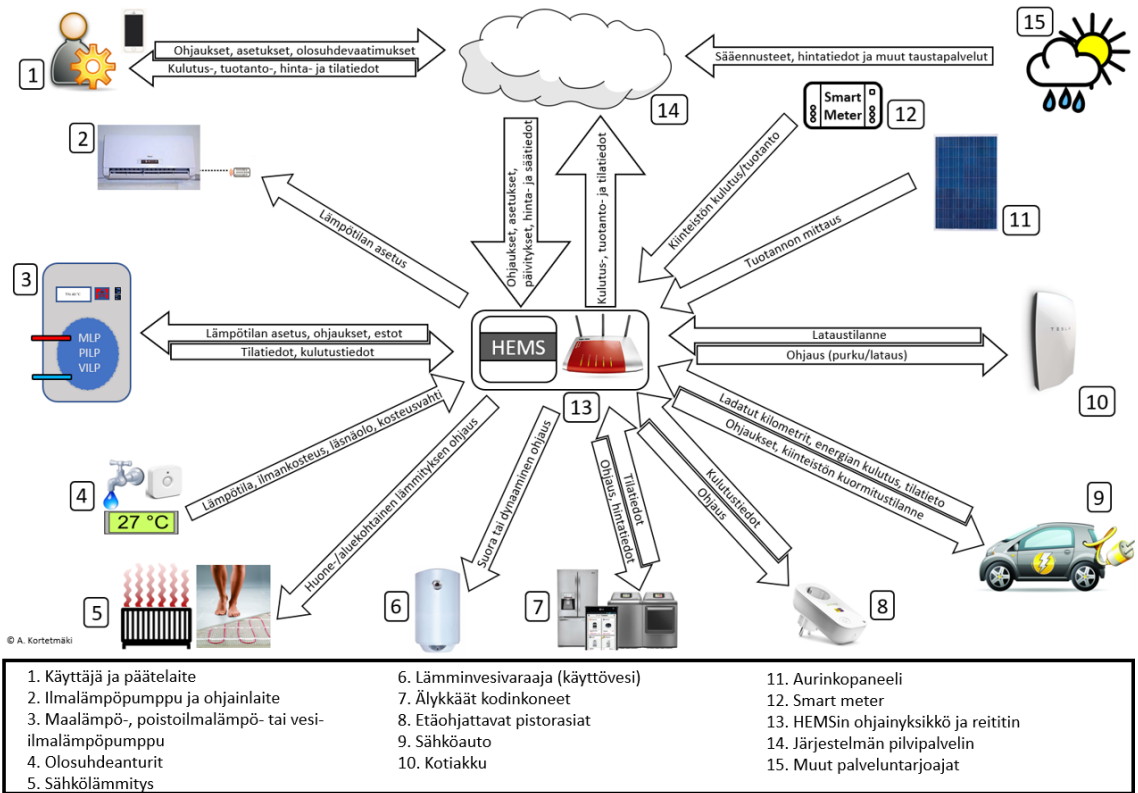 Ohjaukset, asetukset, olosuhdevaatimukset
Kulutus-, tuotanto-, hinta- ja tilatiedot
1
Sääennusteet, hintatiedot ja muut taustapalvelut
15
14
Smart
Meter
12
2
Lämpötilan asetus
Ohjaukset, asetukset,
päivitykset, hinta- ja säätiedot
Kulutus-, tuotanto- ja tilatiedot
Kiinteistön kulutus/tuotanto
Tuotannon mittaus
11
3
MLP
PILP
VILP
Lämpötilan asetus, ohjaukset, estot
Tilatiedot, kulutustiedot
HEMS
13
Lataustilanne
Ohjaus (purku/lataus)
TESLA
10
4
27 °C
Lämpötila, ilmankosteus, läsnäolo, kosteusvahti
Huone-/aluekohtainen lämmityksen ohjaus
Suora tai dynaaminen ohjaus
Tilatiedot
Ohjaus, hintatiedot
Kulutustiedot
Ohjaus
Ladatut kilometrit, energian kulutus, tilatieto
Ohjaukset, kiinteistön kuormitustilanne
9
5
6
7
8
© A. Kortetmäki
1. Käyttäjä ja päätelaite
2. Ilmalämpöpumppu ja ohjainlaite
3. Maalämpö-, poistoilmalämpö- tai vesi-
ilmalämpöpumppu
4. Olosuhdeanturit
5. Sähkölämmitys
6. Lämminvesivaraaja (käyttövesi)
7. Älykkäät kodinkoneet
8. Etäohjattavat pistorasiat
9. Sähköauto
10. Kotiakku
11. Aurinkopaneeli
12. Smart meter
13. HEMSin ohjainyksikkö ja reititin
14. Järjestelmän pilvipalvelin
15. Muut palveluntarjoajat